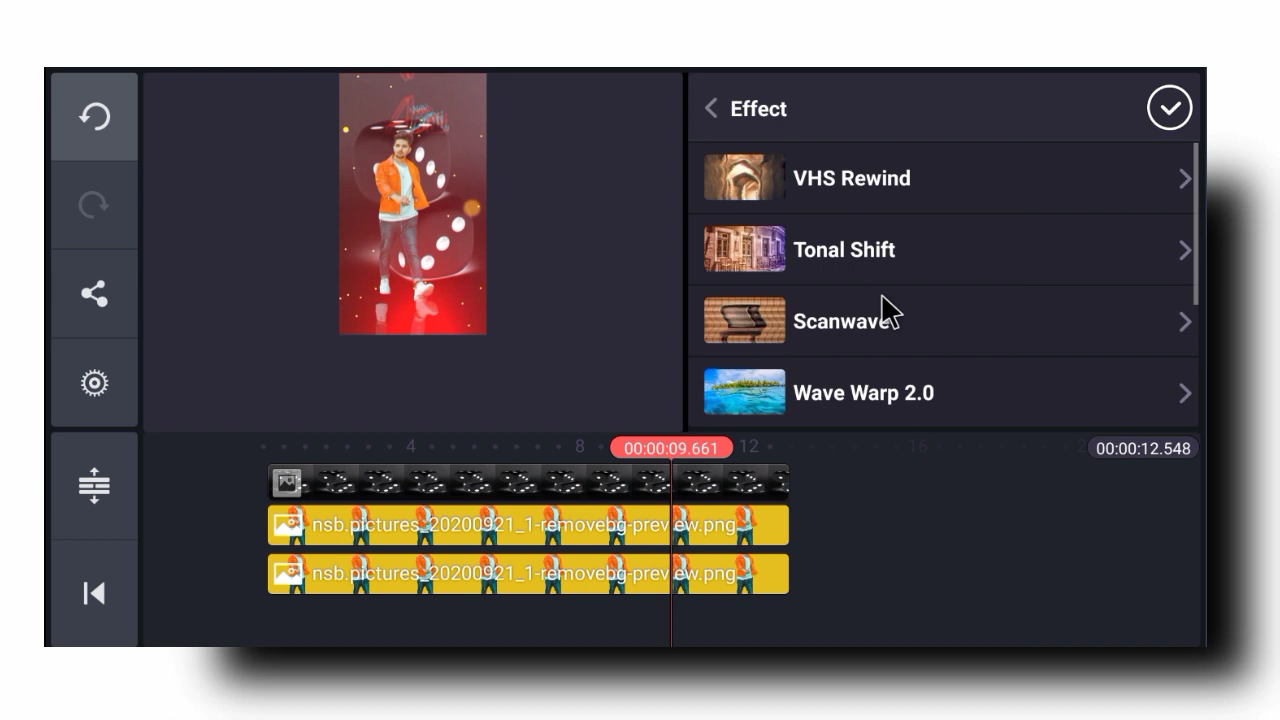 Effect
VHS Rewind
Tonal Shift
Scanwave
Wave Warp 2.0
4 8 00:00:09.661 12 16 00:00:12.548
nsb.pictures_20200921_1-removebg-preview.png
nsb.pictures_20200921_1-removebg-preview.png